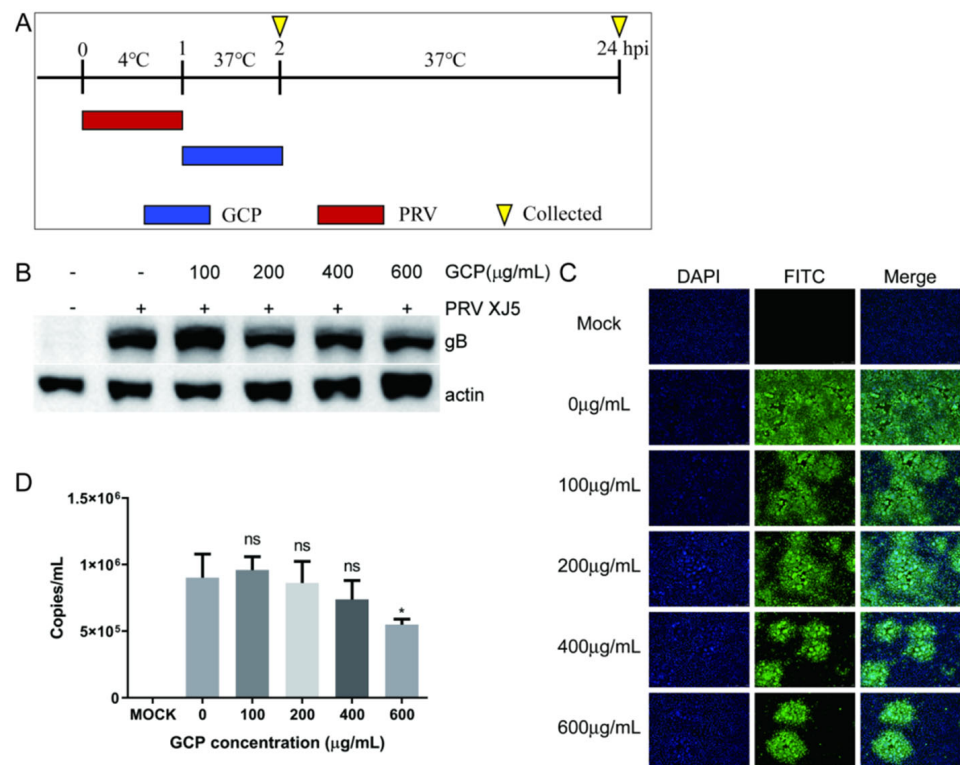 A
0 1 2 24 hpi
4°C 37°C 37°C
GCP PRV Collected
B
- - 100 200 400 600 GCP(μg/mL)
- + + + + + PRV XJ5
gB
actin
C
DAPI FITC Merge
Mock
0μg/mL
100μg/mL
200μg/mL
400μg/mL
600μg/mL
D
1.5×10⁶
1×10⁶
5×10⁵
0
Copies/mL
ns ns ns *
MOCK 0 100 200 400 600
GCP concentration (μg/mL)